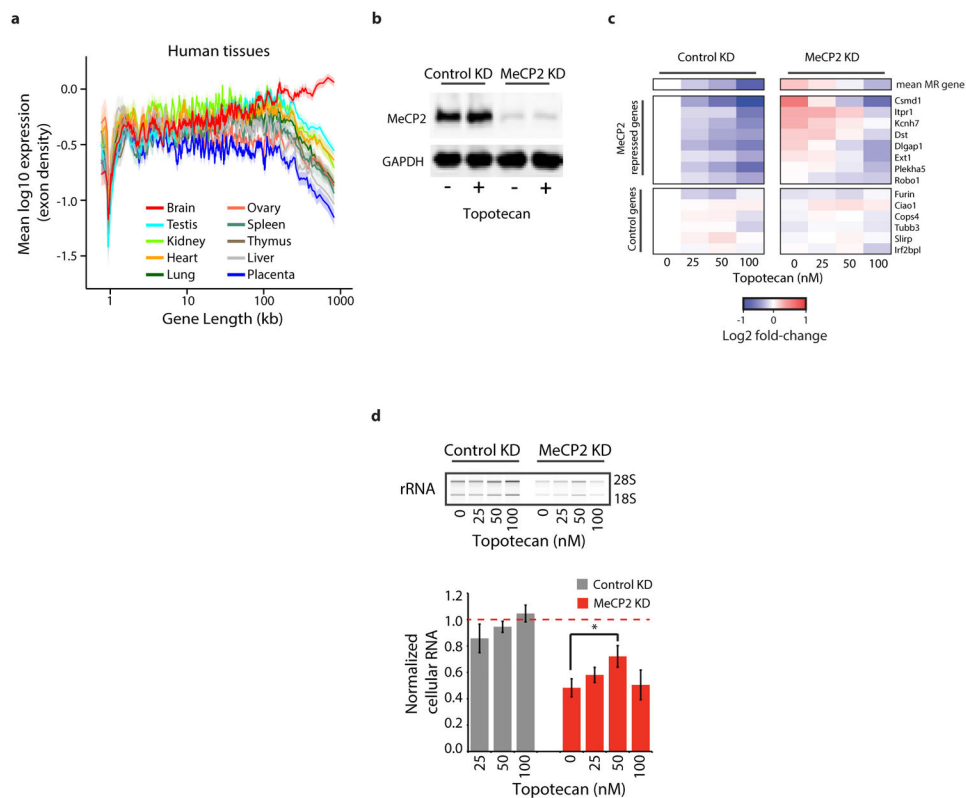 a
Human tissues
Mean log10 expression
(exon density)
0.0
-0.5
-1.0
-1.5
Brain
Testis
Kidney
Heart
Lung
Ovary
Spleen
Thymus
Liver
Placenta
1 10 100 1000
Gene Length (kb)
b
Control KD MeCP2 KD
MeCP2
GAPDH
- + - +
Topotecan
c
Control KD MeCP2 KD
mean MR gene
MeCP2
repressed genes
Csmd1
Itpr1
Kcnh7
Dst
Dlgap1
Ext1
Plekha5
Robo1
Control genes
Furin
Ciao1
Cops4
Tubb3
Slirp
Irf2bpl
0 25 50 100 0 25 50 100
Topotecan (nM)
-1 0 1
Log2 fold-change
d
Control KD MeCP2 KD
rRNA
28S
18S
0 25 50 100 0 25 50 100
Topotecan (nM)
Control KD
MeCP2 KD
Normalized
cellular RNA
1.2
1.0
0.8
0.6
0.4
0.2
0.0
*
25 50 100 0 25 50 100
Topotecan (nM)